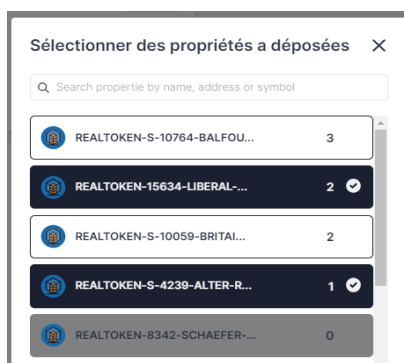 Sélectionner des propriétés a déposées
Search propertie by name, address or symbol
REALTOKEN-S-10764-BALFOU... 3
REALTOKEN-15634-LIBERAL-... 2
REALTOKEN-S-10059-BRITAI... 2
REALTOKEN-S-4239-ALTER-R... 1
REALTOKEN-8342-SCHAEFER-... 0